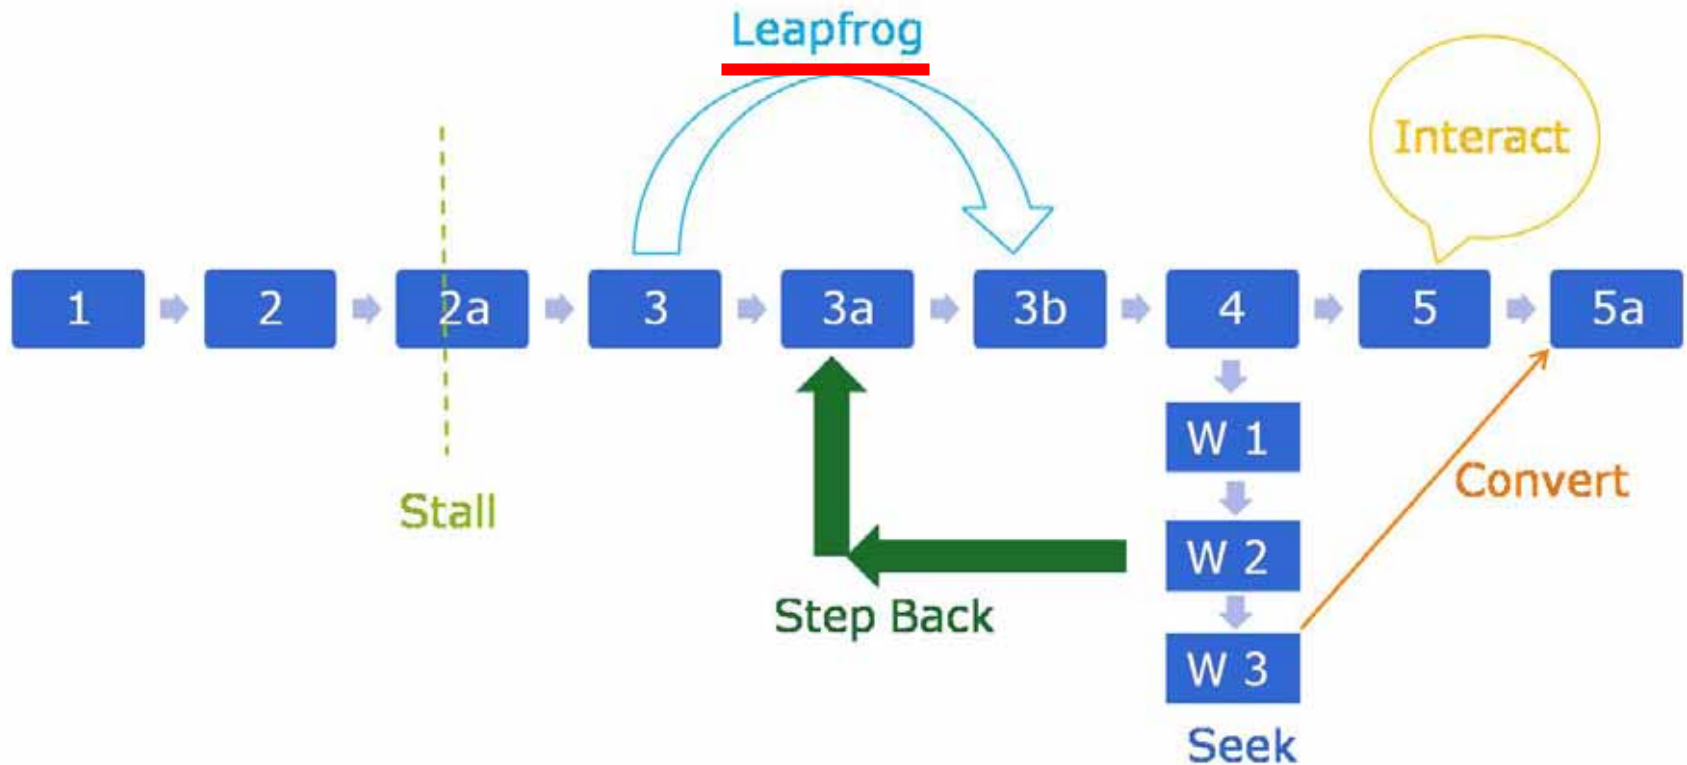 Leapfrog
Interact
1
2
2a
3
3a
3b
4
5
5a
W 1
Convert
Stall
W 2
Step Back
W 3
Seek